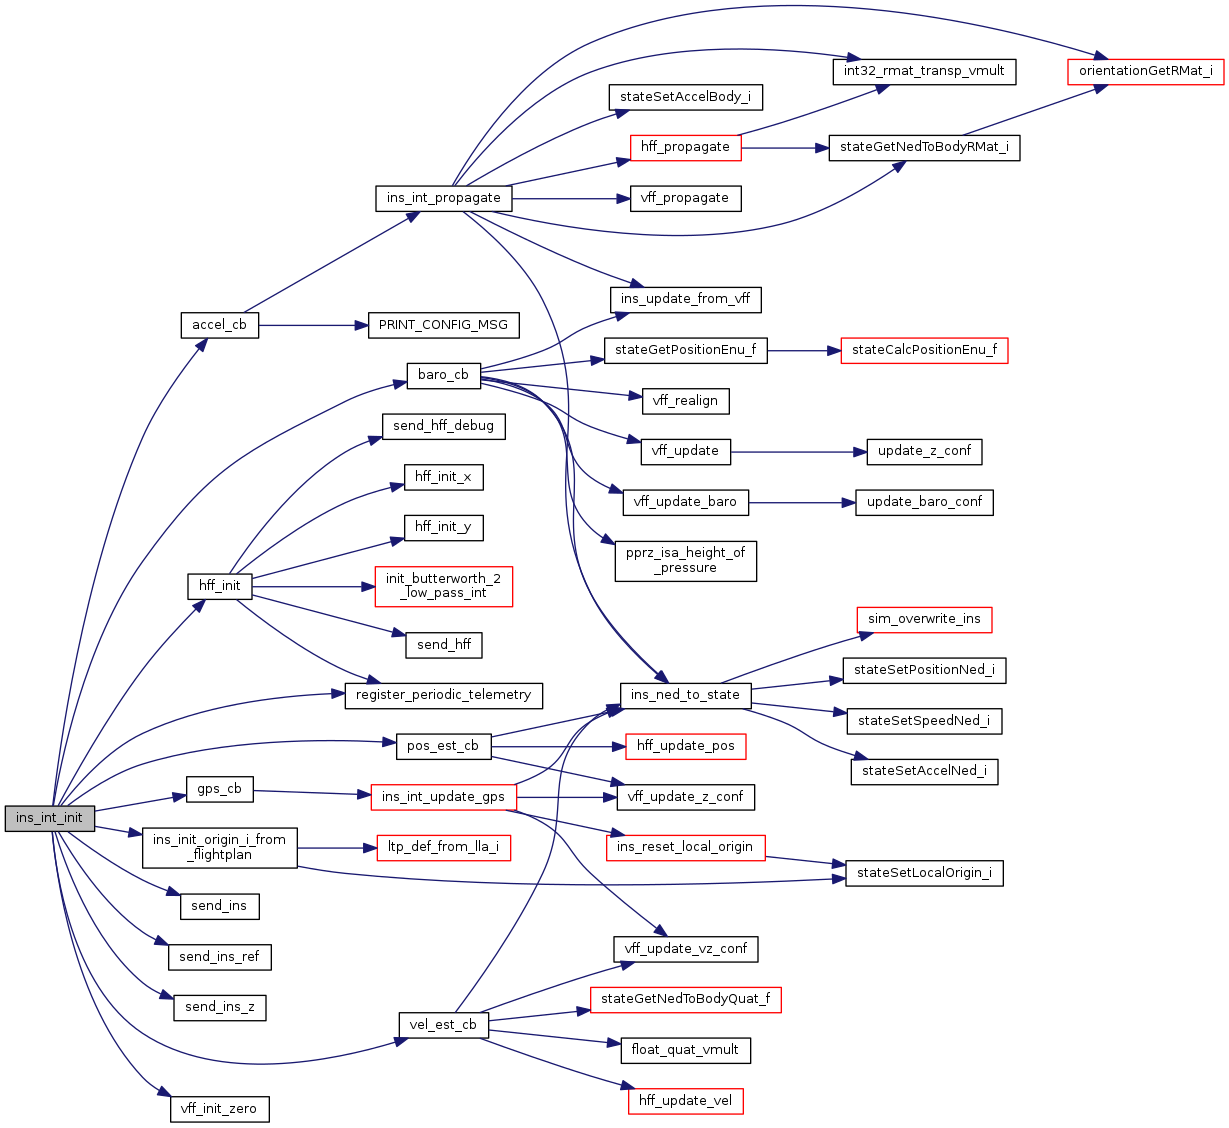 int32_rmat_transp_vmult
orientationGetRMat_i
stateSetAccelBody_i
hff_propagate
stateGetNedToBodyRMat_i
ins_int_propagate
vff_propagate
ins_update_from_vff
accel_cb
PRINT_CONFIG_MSG
stateGetPositionEnu_f
stateCalcPositionEnu_f
baro_cb
vff_realign
send_hff_debug
vff_update
update_z_conf
hff_init_x
vff_update_baro
update_baro_conf
hff_init_y
pprz_isa_height_of
_pressure
hff_init
init_butterworth_2
_low_pass_int
sim_overwrite_ins
send_hff
stateSetPositionNed_i
register_periodic_telemetry
ins_ned_to_state
stateSetSpeedNed_i
pos_est_cb
hff_update_pos
stateSetAccelNed_i
gps_cb
ins_int_update_gps
vff_update_z_conf
ins_int_init
ins_init_origin_i_from
_flightplan
ltp_def_from_lla_i
ins_reset_local_origin
stateSetLocalOrigin_i
send_ins
send_ins_ref
vff_update_vz_conf
send_ins_z
stateGetNedToBodyQuat_f
vel_est_cb
float_quat_vmult
vff_init_zero
hff_update_vel